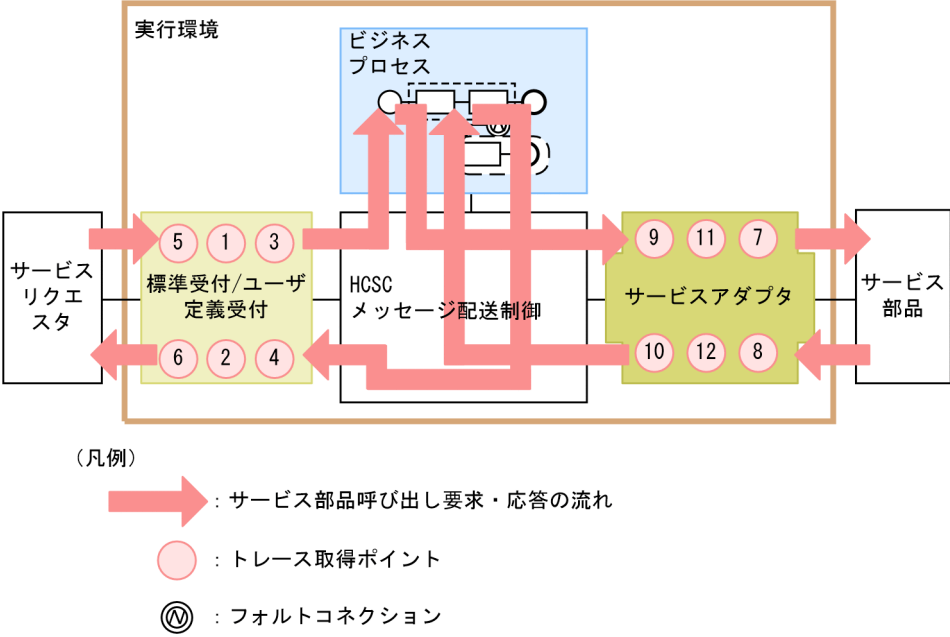 実行環境
ビジネス
プロセス
サービス
リクエ
スタ
5 1 3
標準受付/ユーザ
定義受付
6 2 4
HCSC
メッセージ配送制御
9 11 7
サービスアダプタ
10 12 8
サービス
部品
(凡例)
：サービス部品呼び出し要求・応答の流れ
：トレース取得ポイント
：フォルトコネクション